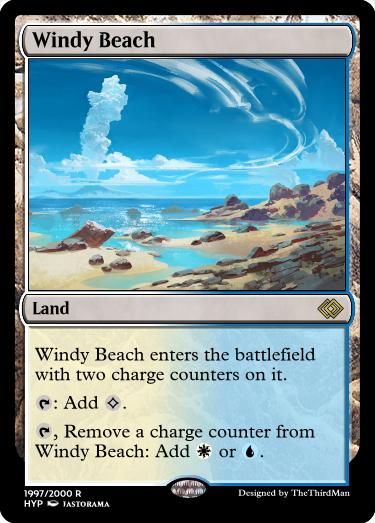 Windy Beach
Land
Windy Beach enters the battlefield
with two charge counters on it.
: Add .
, Remove a charge counter from
Windy Beach: Add or .
1997/2000 R
HYP JASTORAMA
Designed by TheThirdMan